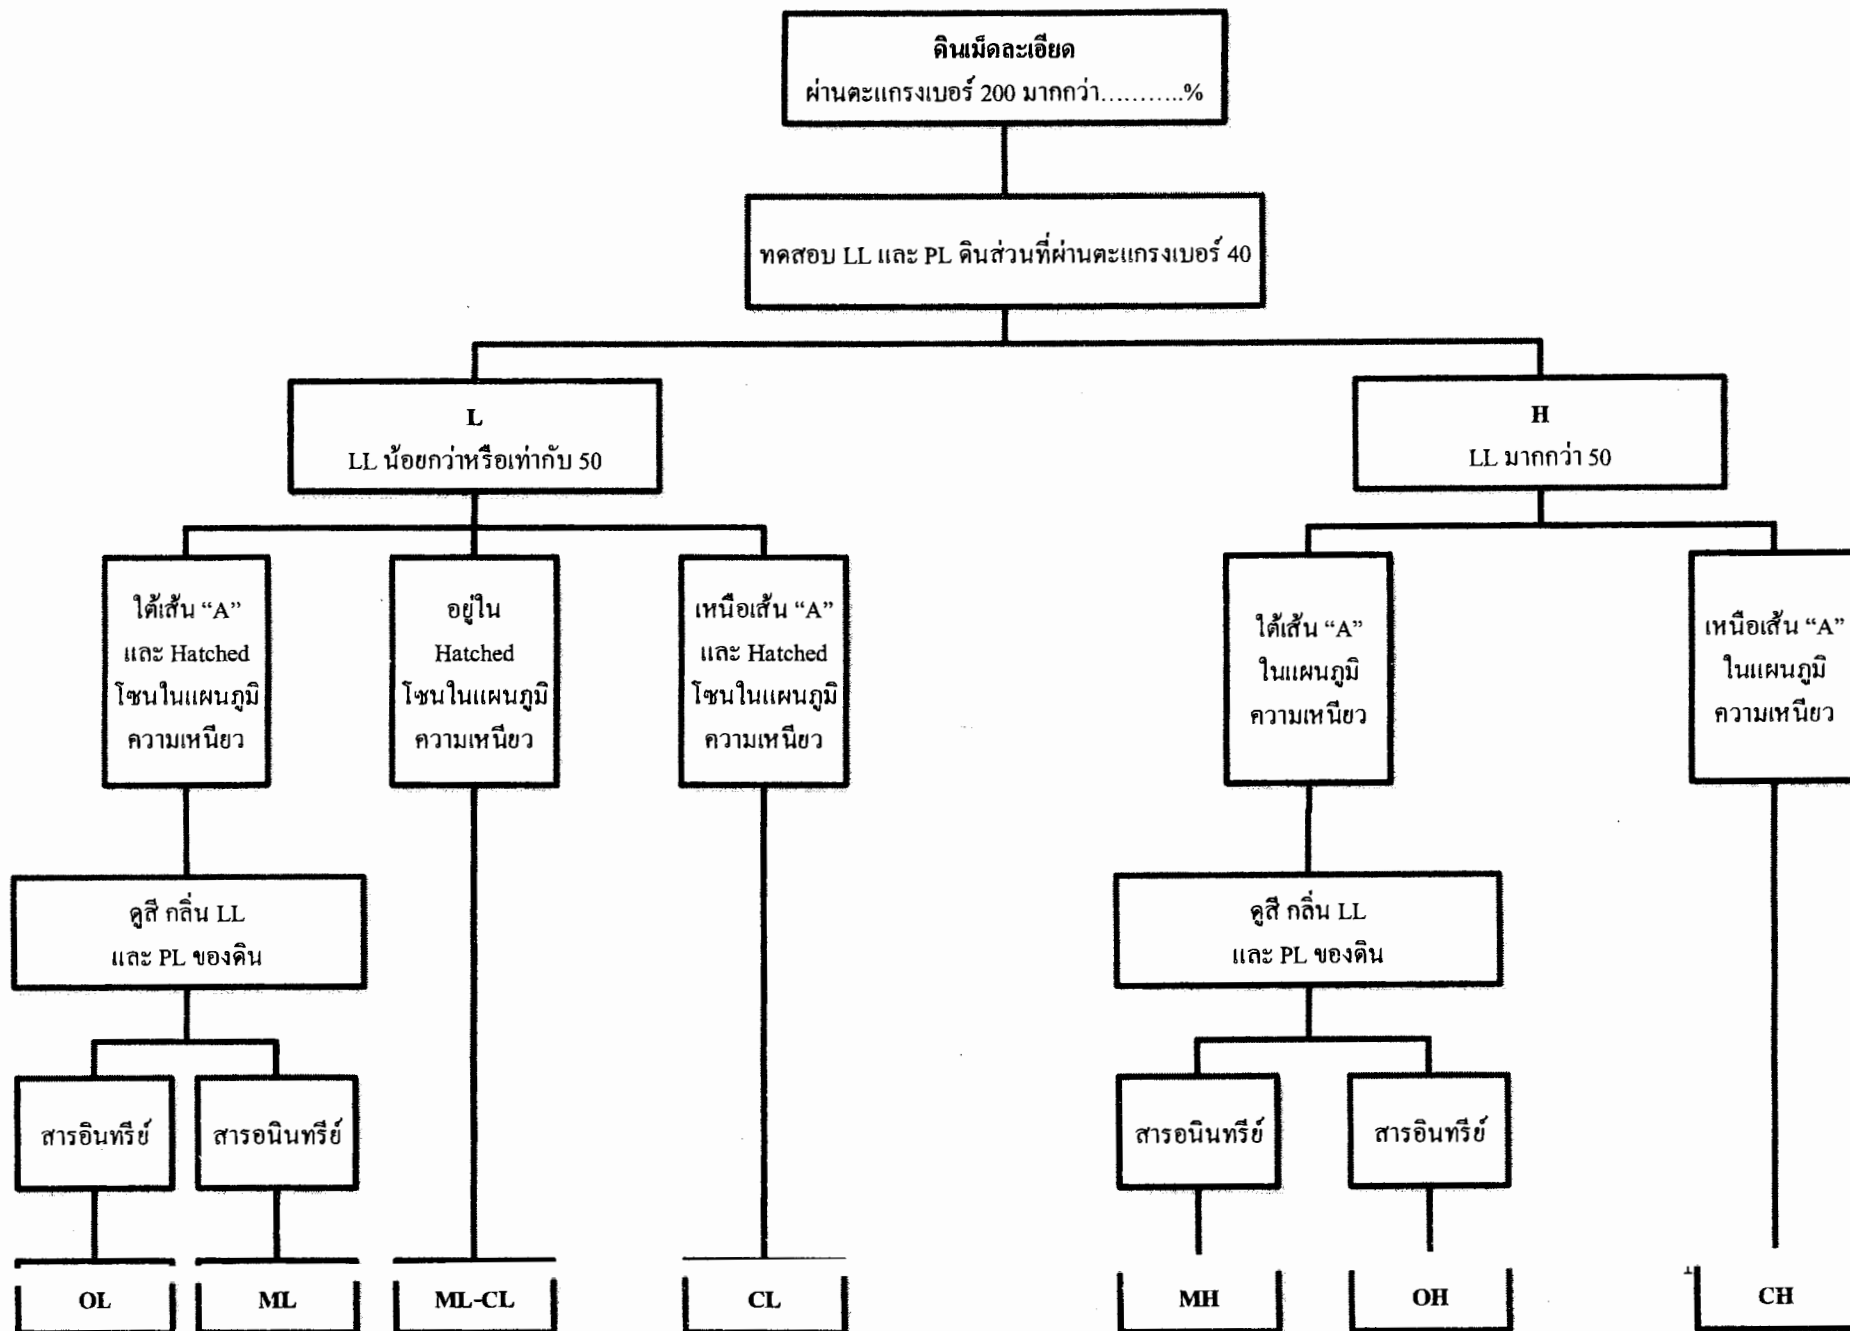 ดินเม็ดละเอียด
ผ่านตะแกรงเบอร์ 200 มากกว่า...........%
ทดสอบ LL และ PL ดินส่วนที่ผ่านตะแกรงเบอร์ 40
L
LL น้อยกว่าหรือเท่ากับ 50
H
LL มากกว่า 50
ใต้เส้น “A”
และ Hatched
โซนในแผนภูมิ
ความเหนียว
อยู่ใน
Hatched
โซนในแผนภูมิ
ความเหนียว
เหนือเส้น “A”
และ Hatched
โซนในแผนภูมิ
ความเหนียว
ใต้เส้น “A”
ในแผนภูมิ
ความเหนียว
เหนือเส้น “A”
ในแผนภูมิ
ความเหนียว
ดูสี กลิ่น LL
และ PL ของดิน
ดูสี กลิ่น LL
และ PL ของดิน
สารอินทรีย์
สารอนินทรีย์
สารอนินทรีย์
สารอินทรีย์
OL
ML
ML-CL
CL
MH
OH
CH